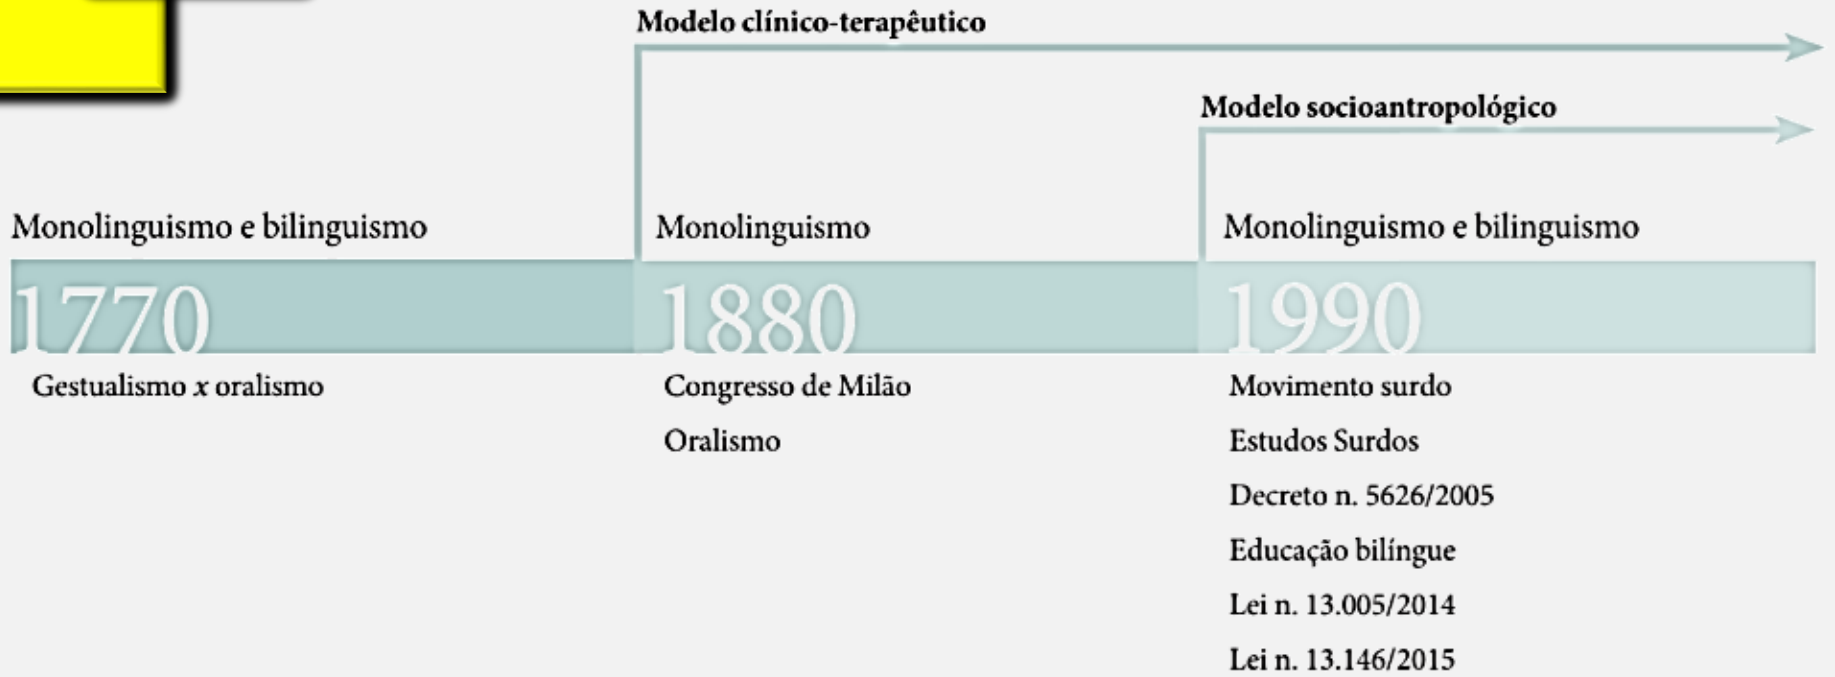 Modelo clínico-terapêutico
Modelo socioantropológico
Monolinguismo e bilinguismo
Monolinguismo
Monolinguismo e bilinguismo
1770
1880
1990
Gestualismo x oralismo
Congresso de Milão
Oralismo
Movimento surdo
Estudos Surdos
Decreto n. 5626/2005
Educação bilíngue
Lei n. 13.005/2014
Lei n. 13.146/2015